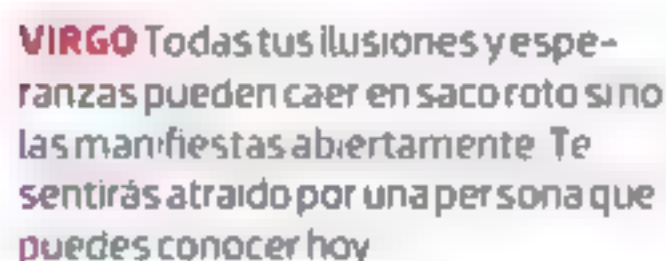 VIRGO Todas tus ilusiones y espe-
ranzas pueden caer en saco roto si no
las manifiestas abiertamente Te
sentirás atraido por una persona que
puedes conocer hoy